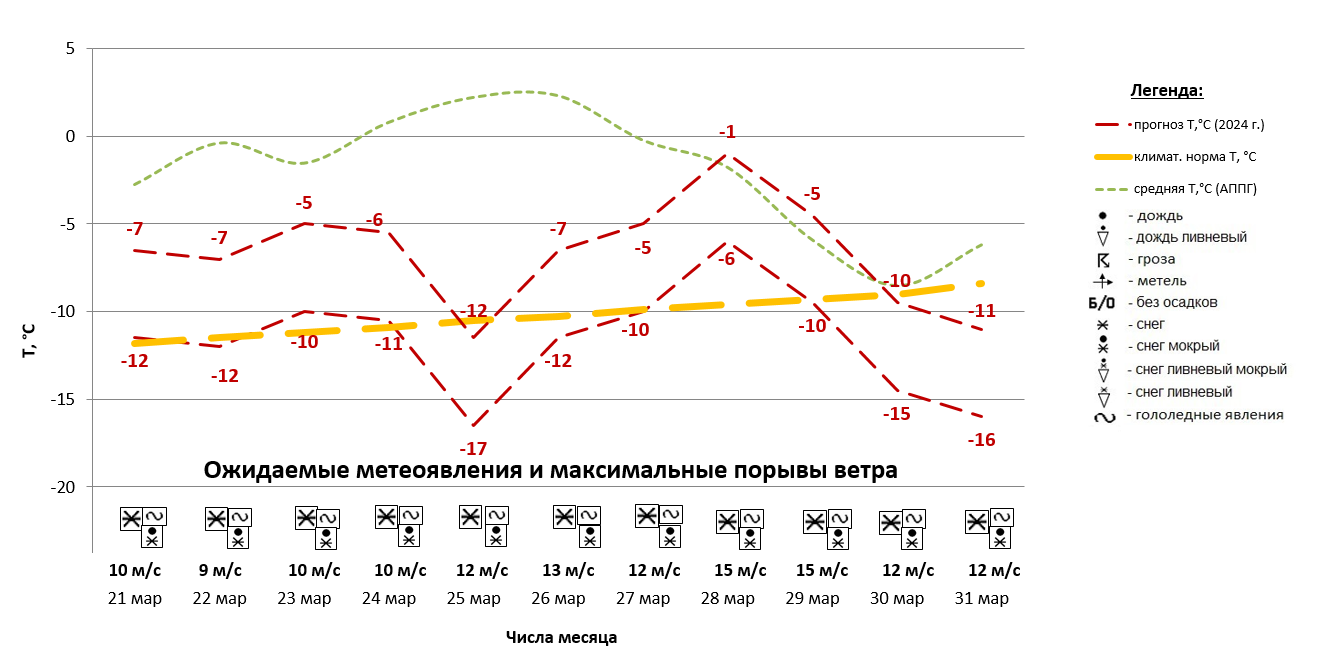 5
0
-5
-10
-15
-20
Т, °С
-7
-7
-5
-6
-12
-7
-5
-1
-5
-10
-11
-12
-12
-10
-11
-17
-12
-10
-6
-10
-15
-16
Ожидаемые метеоявления и максимальные порывы ветра
10 м/с 9 м/с 10 м/с 10 м/с 12 м/с 13 м/с 12 м/с 15 м/с 15 м/с 12 м/с 12 м/с
21 мар 22 мар 23 мар 24 мар 25 мар 26 мар 27 мар 28 мар 29 мар 30 мар 31 мар
Числа месяца
Легенда:
прогноз Т,°С (2024 г.)
климат. норма Т, °С
средняя Т,°С (АППГ)
- дождь
- дождь ливневый
- гроза
- метель
Б/О - без осадков
- снег
- снег мокрый
- снег ливневый мокрый
- снег ливневый
- гололедные явления